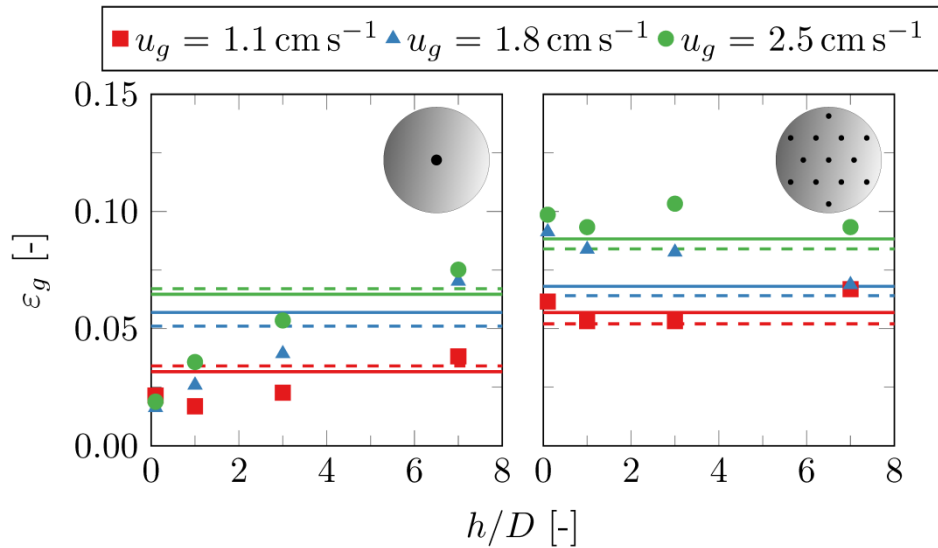 u_g = 1.1 cm s⁻¹ u_g = 1.8 cm s⁻¹ u_g = 2.5 cm s⁻¹
0.15
0.10
0.05
0.00
ε_g [-]
0 2 4 6 8
0 2 4 6 8
h/D [-]